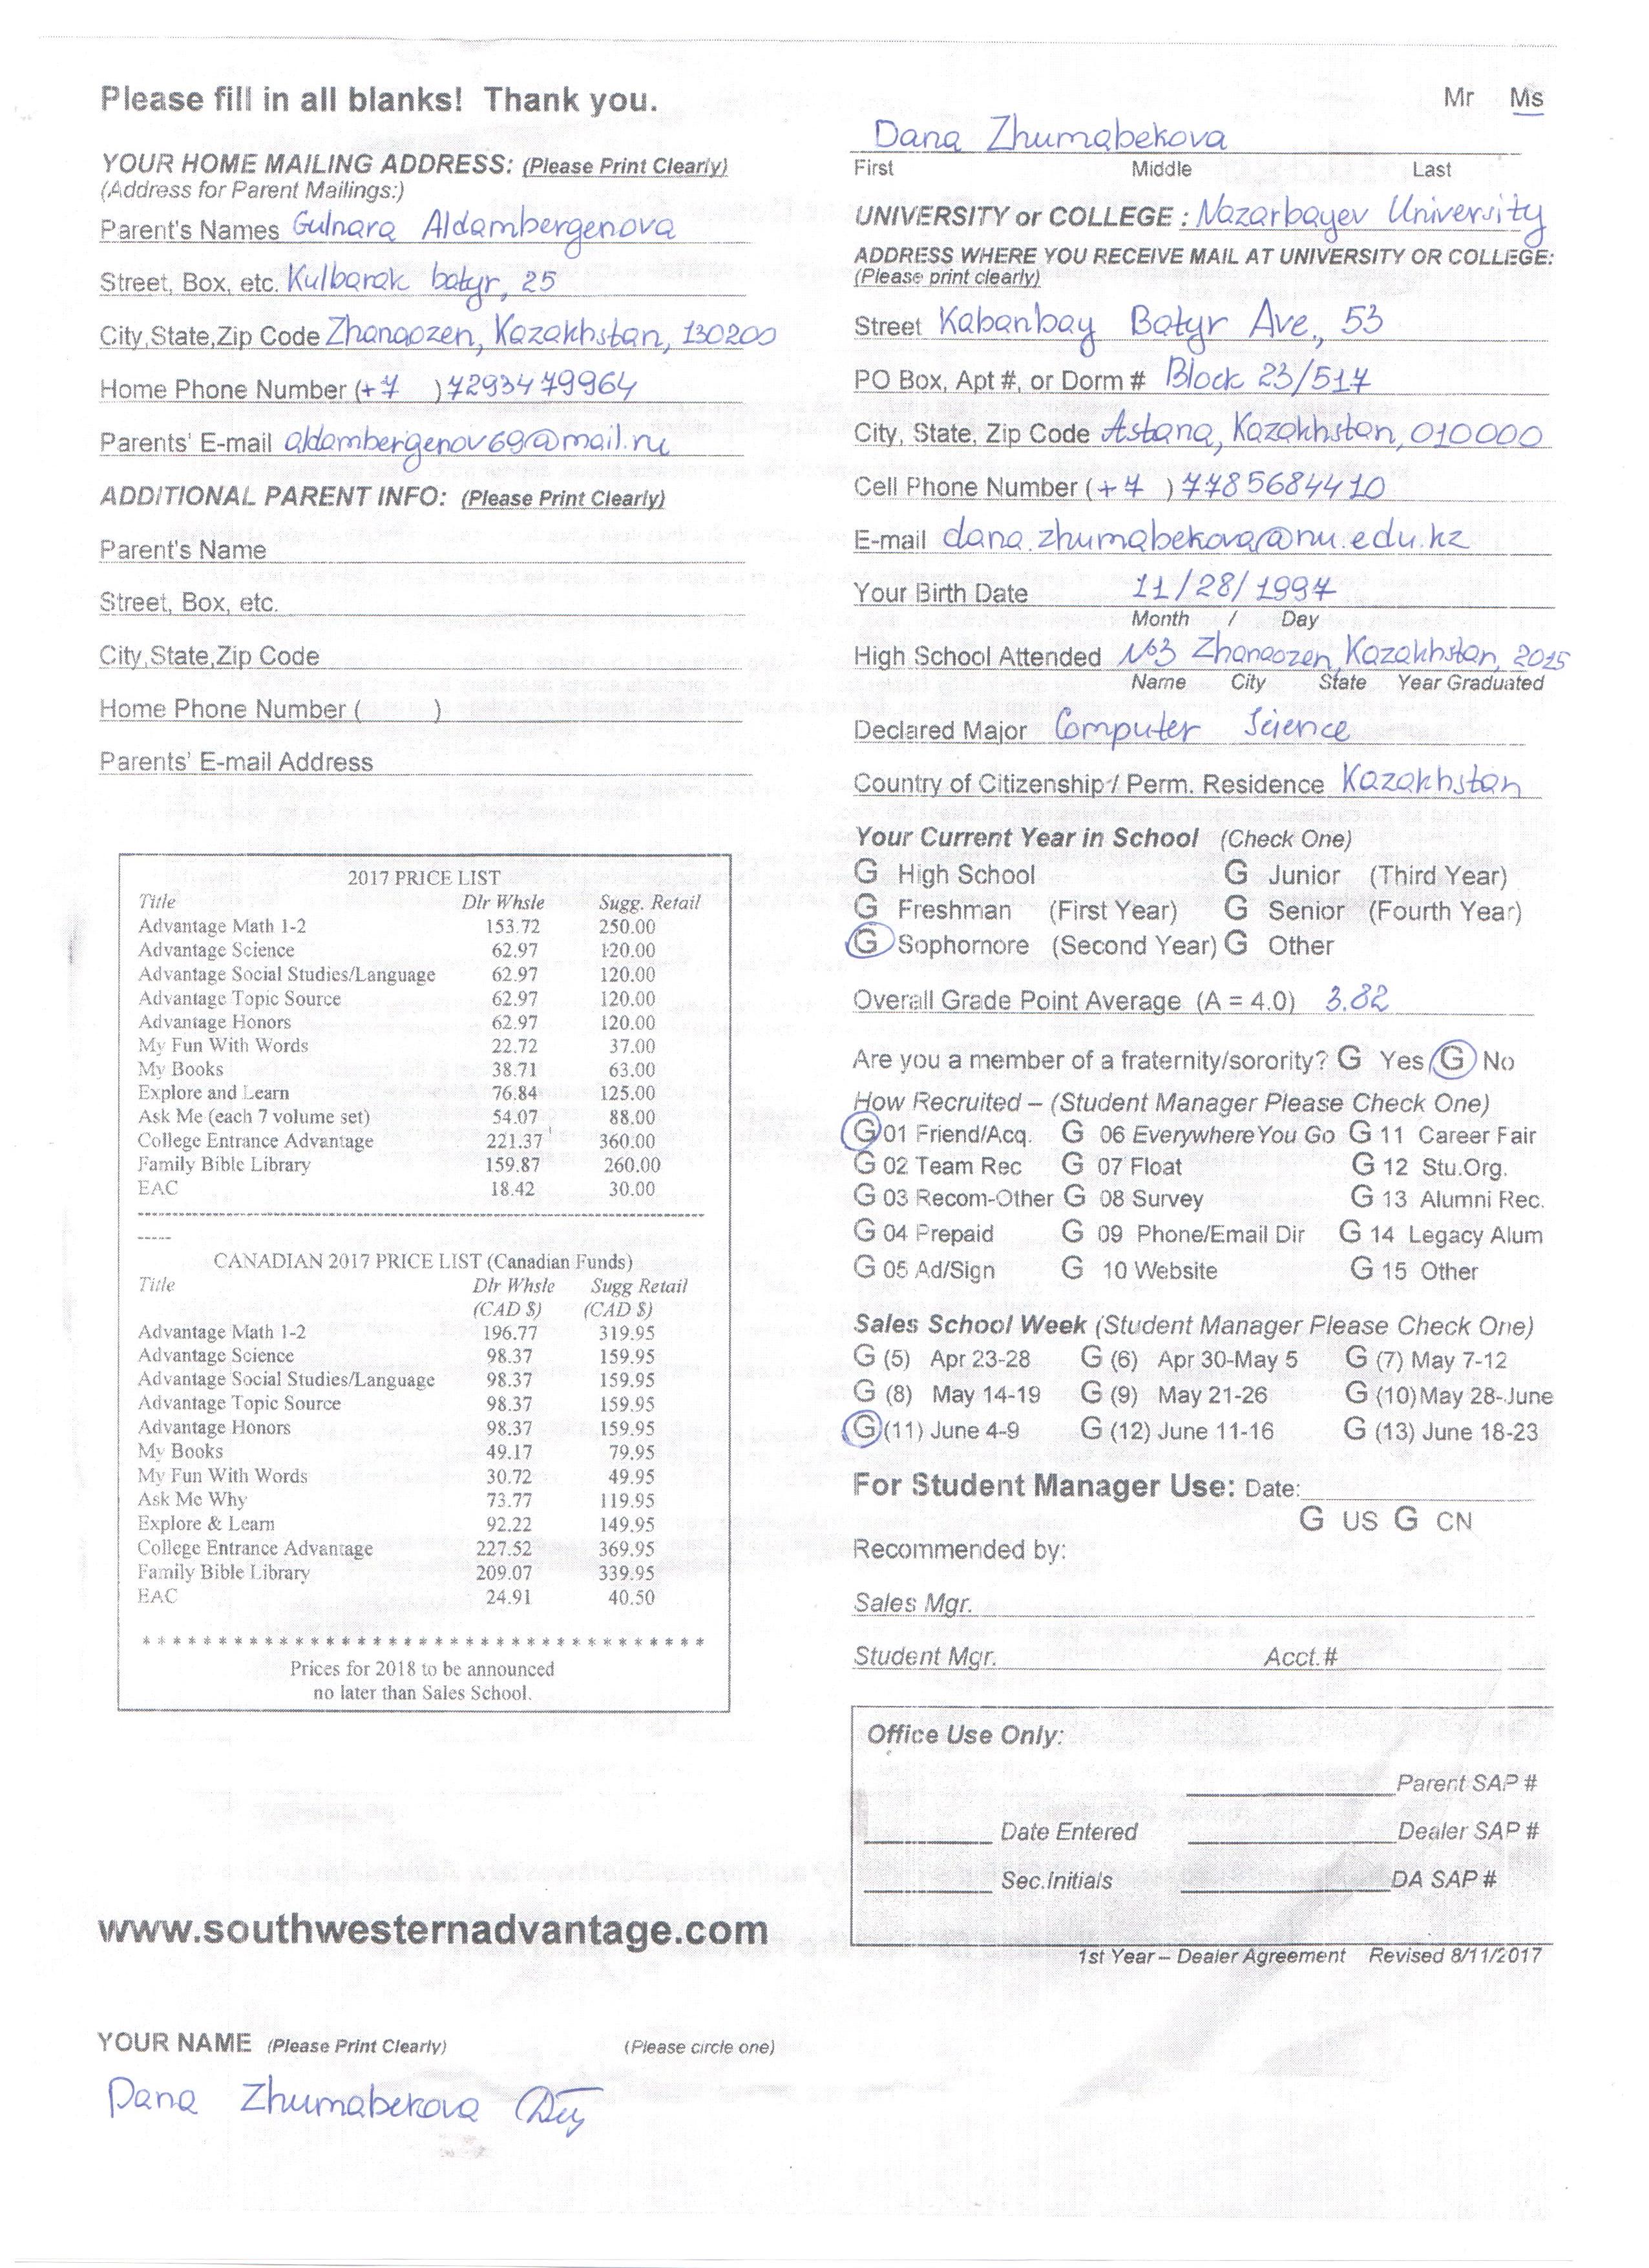 Please fill in all blanks! Thank you.
YOUR HOME MAILING ADDRESS: (Please Print Clearly)
(Address for Parent Mailings:)
Parent's Names Gulnara Aldambergenova
Street, Box, etc. Kulbarak batyr, 25
City,State,Zip Code Zhanaozen, Kazakhstan, 130200
Home Phone Number (+7 ) 7293479964
Parents' E-mail aldambergenov69@mail.ru
ADDITIONAL PARENT INFO: (Please Print Clearly)
Parent's Name
Street, Box, etc.
City,State,Zip Code
Home Phone Number ( )
Parents' E-mail Address
2017 PRICE LIST
Title Dlr Whsle Sugg. Retail
Advantage Math 1-2 153.72 250.00
Advantage Science 62.97 120.00
Advantage Social Studies/Language 62.97 120.00
Advantage Topic Source 62.97 120.00
Advantage Honors 62.97 120.00
My Fun With Words 22.72 37.00
My Books 38.71 63.00
Explore and Learn 76.84 125.00
Ask Me (each 7 volume set) 54.07 88.00
College Entrance Advantage 221.37 360.00
Family Bible Library 159.87 260.00
EAC 18.42 30.00
CANADIAN 2017 PRICE LIST (Canadian Funds)
Title Dlr Whsle Sugg Retail
(CAD $) (CAD $)
Advantage Math 1-2 196.77 319.95
Advantage Science 98.37 159.95
Advantage Social Studies/Language 98.37 159.95
Advantage Topic Source 98.37 159.95
Advantage Honors 98.37 159.95
My Books 49.17 79.95
My Fun With Words 30.72 49.95
Ask Me Why 73.77 119.95
Explore & Learn 92.22 149.95
College Entrance Advantage 227.52 369.95
Family Bible Library 209.07 339.95
EAC 24.91 40.50
* * * * * * * * * * * * * * * * * * * * * * * * * * * * * * * * * * * * *
Prices for 2018 to be announced
no later than Sales School.
www.southwesternadvantage.com
YOUR NAME (Please Print Clearly) (Please circle one)
Dana Zhumabekova
Mr Ms
Dana Zhumabekova
First Middle Last
UNIVERSITY or COLLEGE : Nazarbayev University
ADDRESS WHERE YOU RECEIVE MAIL AT UNIVERSITY OR COLLEGE:
(Please print clearly)
Street Kabanbay Batyr Ave., 53
PO Box, Apt #, or Dorm # Block 23/517
City, State, Zip Code Astana, Kazakhstan, 010000
Cell Phone Number (+7 ) 7785684410
E-mail dana.zhumabekova@nu.edu.kz
Your Birth Date 11/28/1997
Month / Day
High School Attended №3 Zhanaozen, Kazakhstan, 2015
Name City State Year Graduated
Declared Major Computer Science
Country of Citizenship / Perm. Residence Kazakhstan
Your Current Year in School (Check One)
G High School G Junior (Third Year)
G Freshman (First Year) G Senior (Fourth Year)
G Sophomore (Second Year) G Other
Overall Grade Point Average (A = 4.0) 3.82
Are you a member of a fraternity/sorority? G Yes G No
How Recruited – (Student Manager Please Check One)
G 01 Friend/Acq. G 06 EverywhereYou Go G 11 Career Fair
G 02 Team Rec G 07 Float G 12 Stu.Org.
G 03 Recom-Other G 08 Survey G 13 Alumni Rec.
G 04 Prepaid G 09 Phone/Email Dir G 14 Legacy Alum
G 05 Ad/Sign G 10 Website G 15 Other
Sales School Week (Student Manager Please Check One)
G (5) Apr 23-28 G (6) Apr 30-May 5 G (7) May 7-12
G (8) May 14-19 G (9) May 21-26 G (10) May 28-June
G (11) June 4-9 G (12) June 11-16 G (13) June 18-23
For Student Manager Use: Date:
G US G CN
Recommended by:
Sales Mgr.
Student Mgr. Acct.#
Office Use Only:
Parent SAP #
Date Entered Dealer SAP #
Sec.Initials DA SAP #
1st Year – Dealer Agreement Revised 8/11/2017